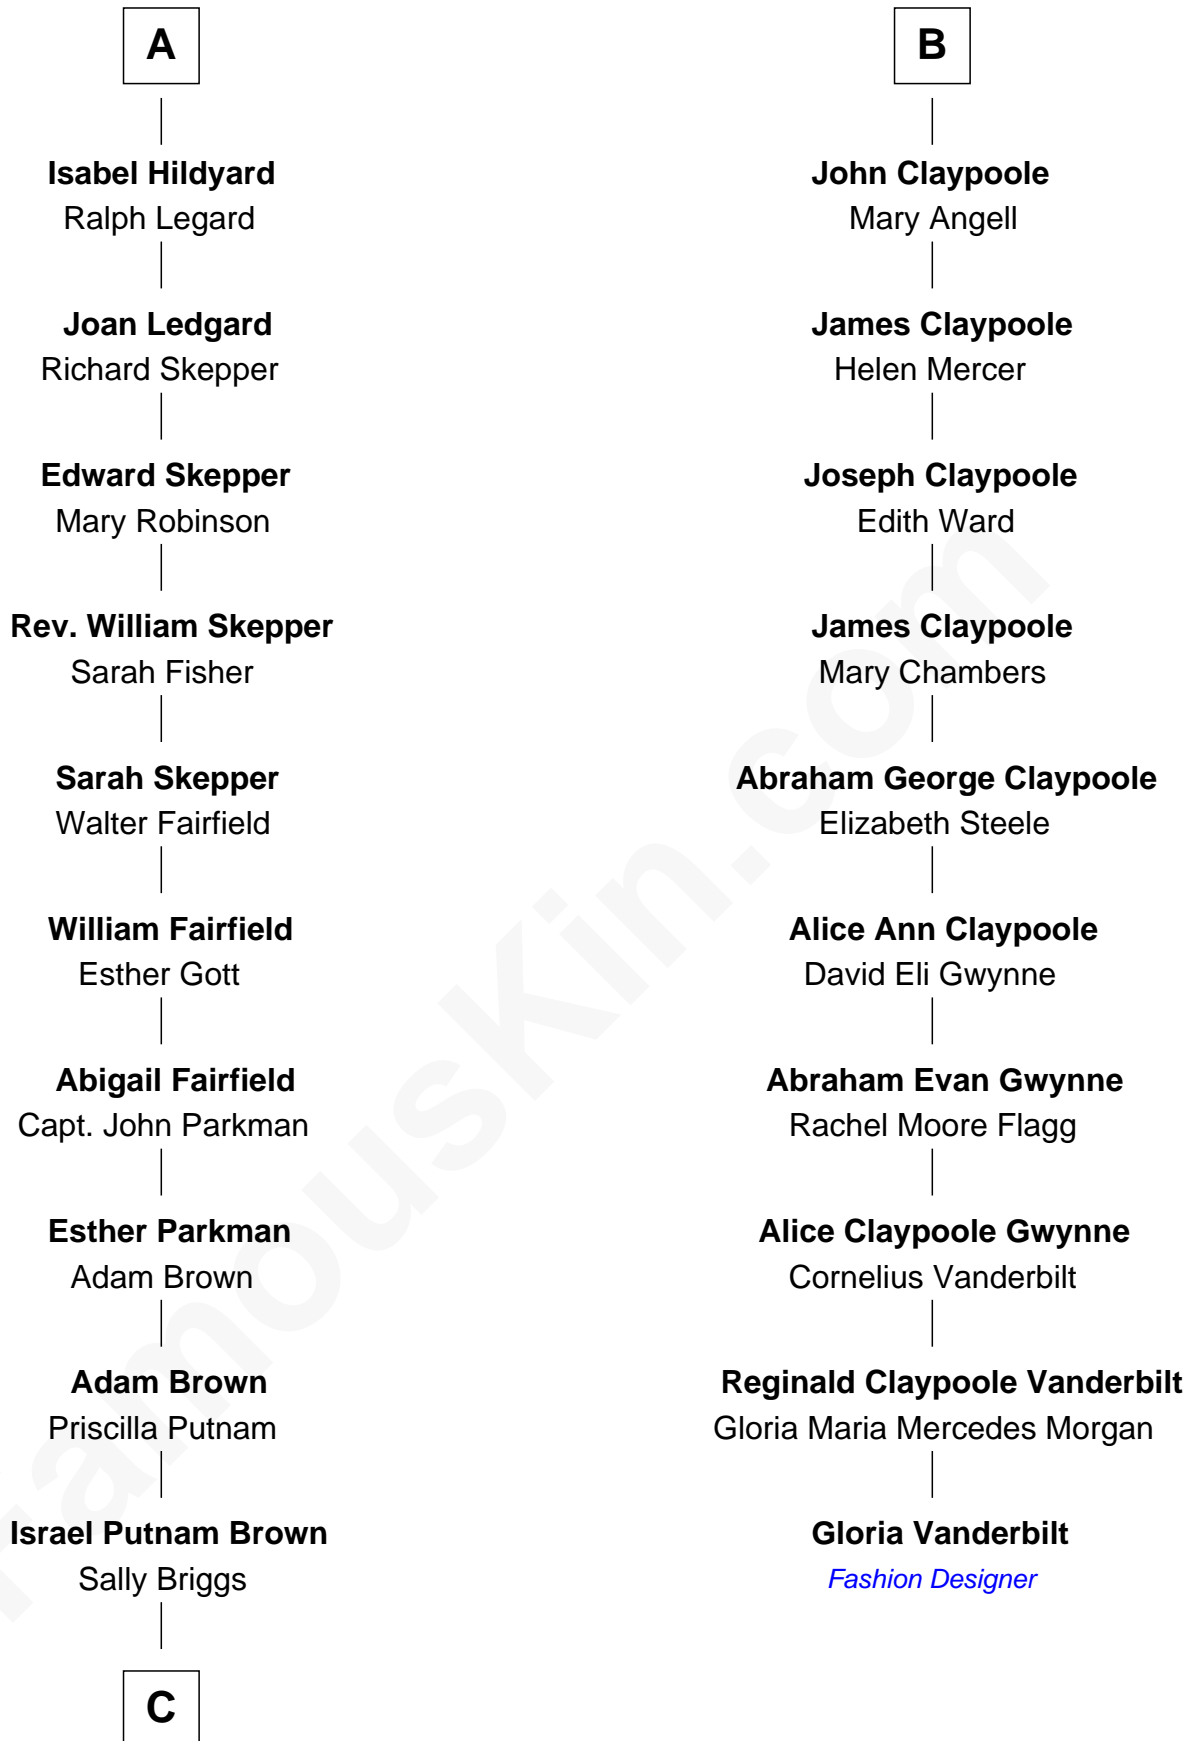 A
Isabel Hildyard
Ralph Legard
Joan Ledgard
Richard Skepper
Edward Skepper
Mary Robinson
Rev. William Skepper
Sarah Fisher
Sarah Skepper
Walter Fairfield
William Fairfield
Esther Gott
Abigail Fairfield
Capt. John Parkman
Esther Parkman
Adam Brown
Adam Brown
Priscilla Putnam
Israel Putnam Brown
Sally Briggs
C
B
John Claypoole
Mary Angell
James Claypoole
Helen Mercer
Joseph Claypoole
Edith Ward
James Claypoole
Mary Chambers
Abraham George Claypoole
Elizabeth Steele
Alice Ann Claypoole
David Eli Gwynne
Abraham Evan Gwynne
Rachel Moore Flagg
Alice Claypoole Gwynne
Cornelius Vanderbilt
Reginald Claypoole Vanderbilt
Gloria Maria Mercedes Morgan
Gloria Vanderbilt
Fashion Designer
FamousKin.com